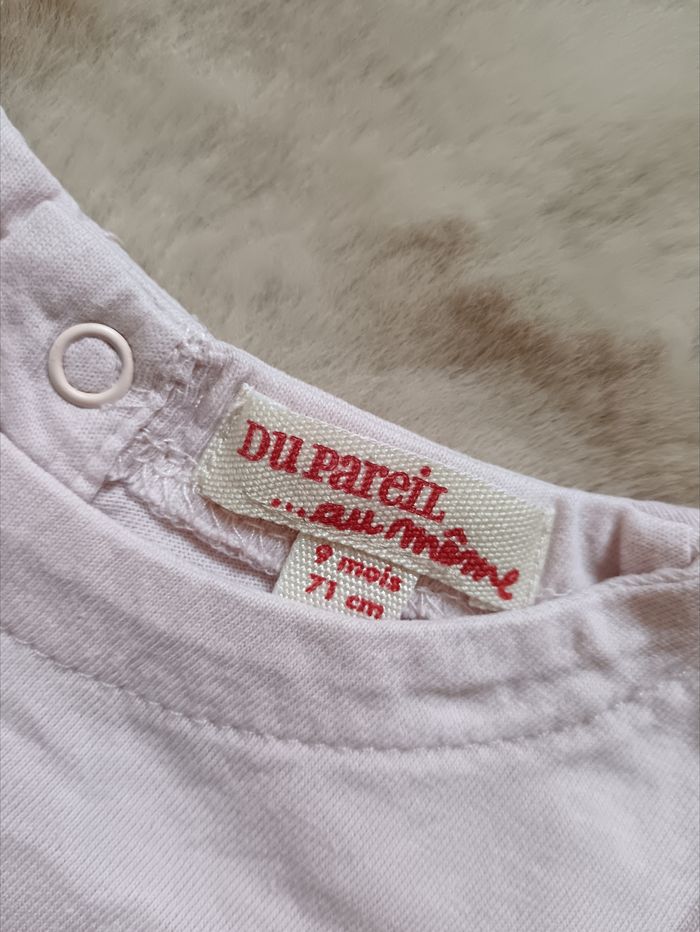 Du Pareil
...au même
9 mois
71 cm